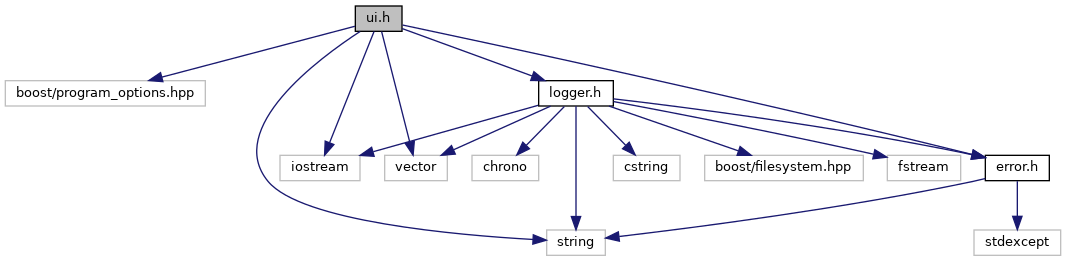 ui.h
boost/program_options.hpp
logger.h
iostream
vector
chrono
cstring
boost/filesystem.hpp
fstream
error.h
string
stdexcept